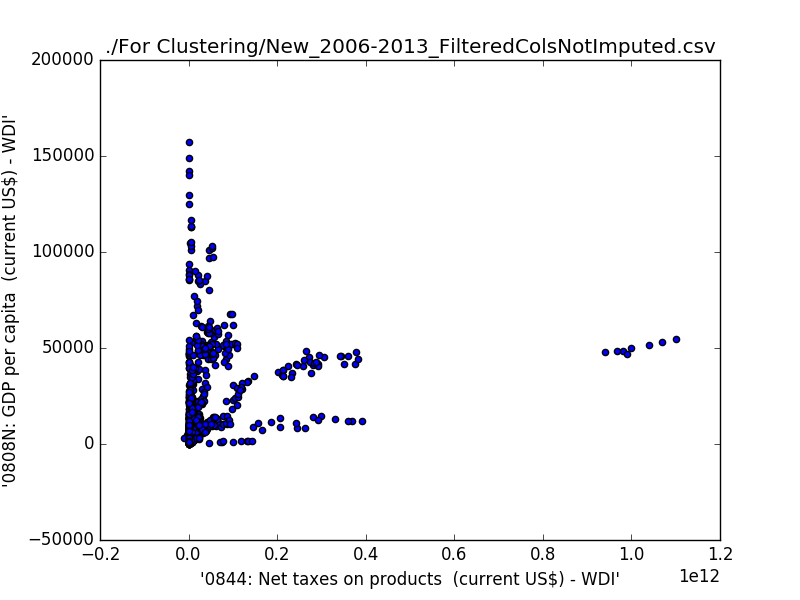 ./For Clustering/New_2006-2013_FilteredColsNotImputed.csv
200000
150000
100000
50000
0
−50000
'0808N: GDP per capita  (current US$) - WDI'
−0.2 0.0 0.2 0.4 0.6 0.8 1.0 1.2
1e12
'0844: Net taxes on products  (current US$) - WDI'